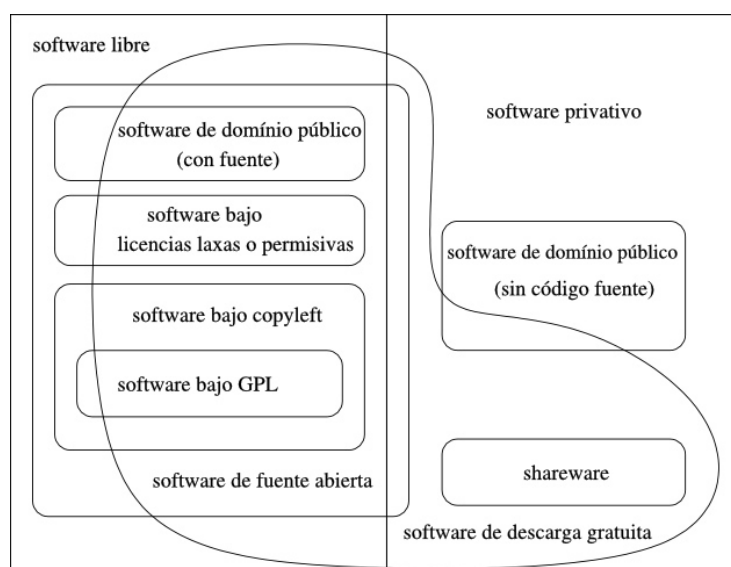 software libre
software de domínio público
(con fuente)
software bajo
licencias laxas o permisivas
software bajo copyleft
software bajo GPL
software de fuente abierta
software privativo
software de domínio público
(sin código fuente)
shareware
software de descarga gratuita